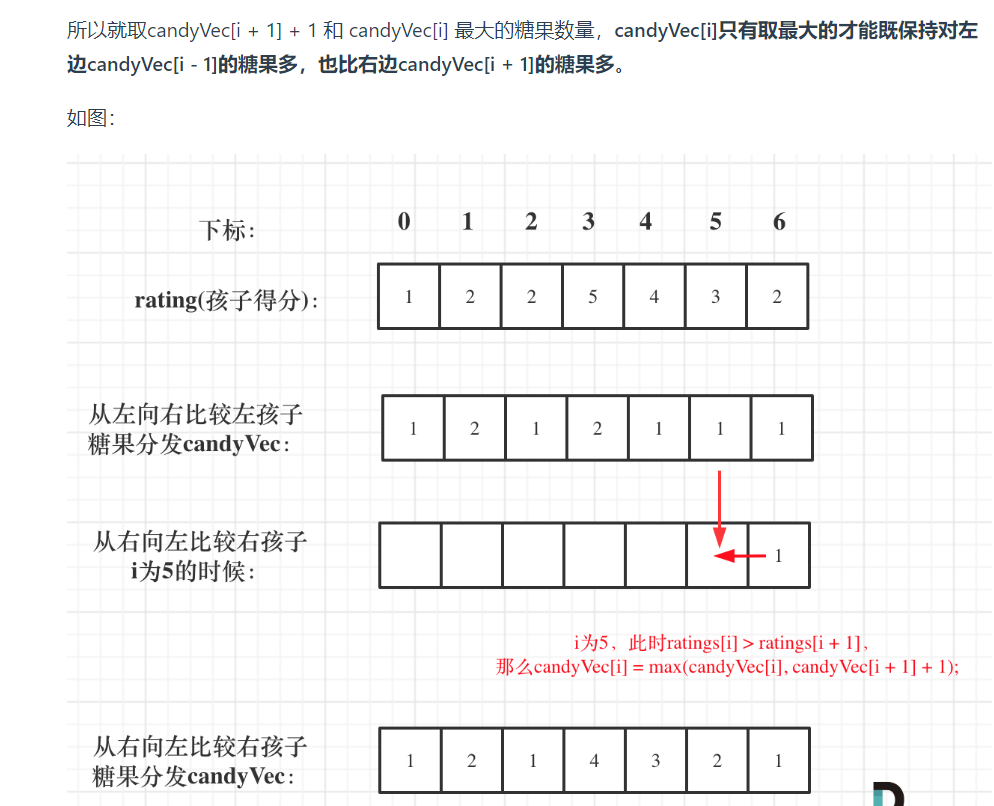 所以就取candyVec[i + 1] + 1 和 candyVec[i] 最大的糖果数量，candyVec[i]只有取最大的才能既保持对左
边candyVec[i - 1]的糖果多，也比右边candyVec[i + 1]的糖果多。
如图：
下标： 0 1 2 3 4 5 6
rating(孩子得分)： 1 2 2 5 4 3 2
从左向右比较左孩子
糖果分发candyVec： 1 2 1 2 1 1 1
从右向左比较右孩子
i为5的时候： 1
i为5，此时ratings[i] > ratings[i + 1]，
那么candyVec[i] = max(candyVec[i], candyVec[i + 1] + 1);
从右向左比较右孩子
糖果分发candyVec： 1 2 1 4 3 2 1